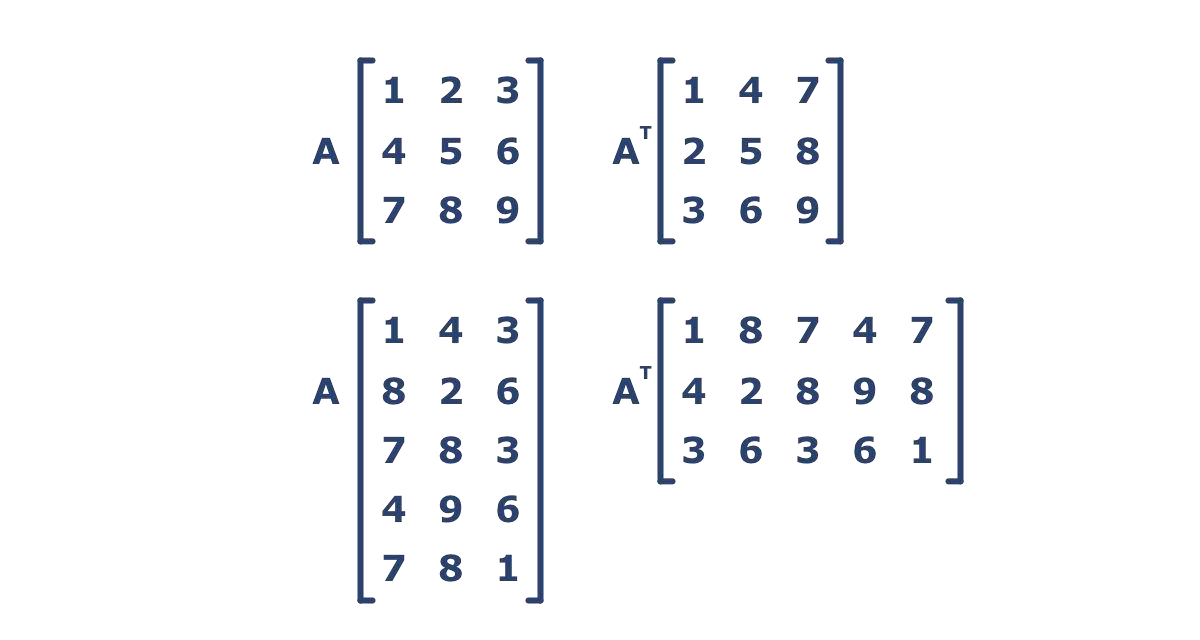 1 2 3
A 4 5 6
7 8 9
1 4 7
A^T 2 5 8
3 6 9
1 4 3
A 8 2 6
7 8 3
4 9 6
7 8 1
1 8 7 4 7
A^T 4 2 8 9 8
3 6 3 6 1